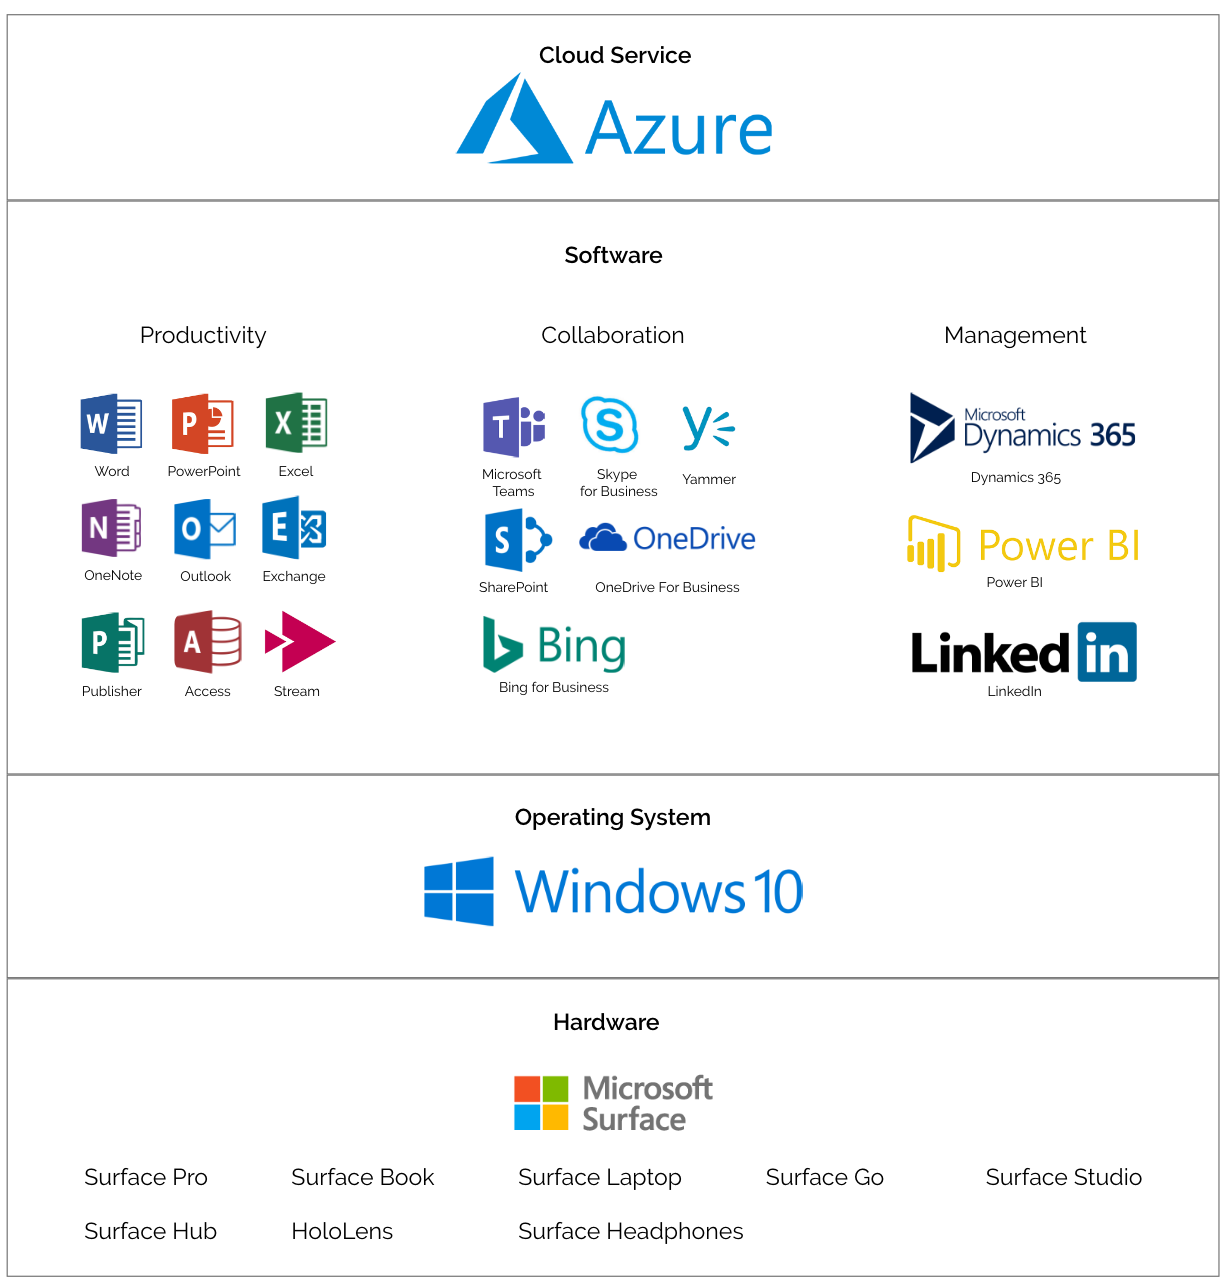 Cloud Service
Azure
Software
Productivity
Collaboration
Management
W
P
X
Word
PowerPoint
Excel
N
O
E
OneNote
Outlook
Exchange
P
A
Publisher
Access
Stream
T
S
y
Microsoft
Teams
Skype
for Business
Yammer
S
OneDrive
SharePoint
OneDrive For Business
Bing
Bing for Business
Microsoft
Dynamics 365
Dynamics 365
Power BI
Power BI
Linked in
LinkedIn
Operating System
Windows 10
Hardware
Microsoft
Surface
Surface Pro
Surface Book
Surface Laptop
Surface Go
Surface Studio
Surface Hub
HoloLens
Surface Headphones